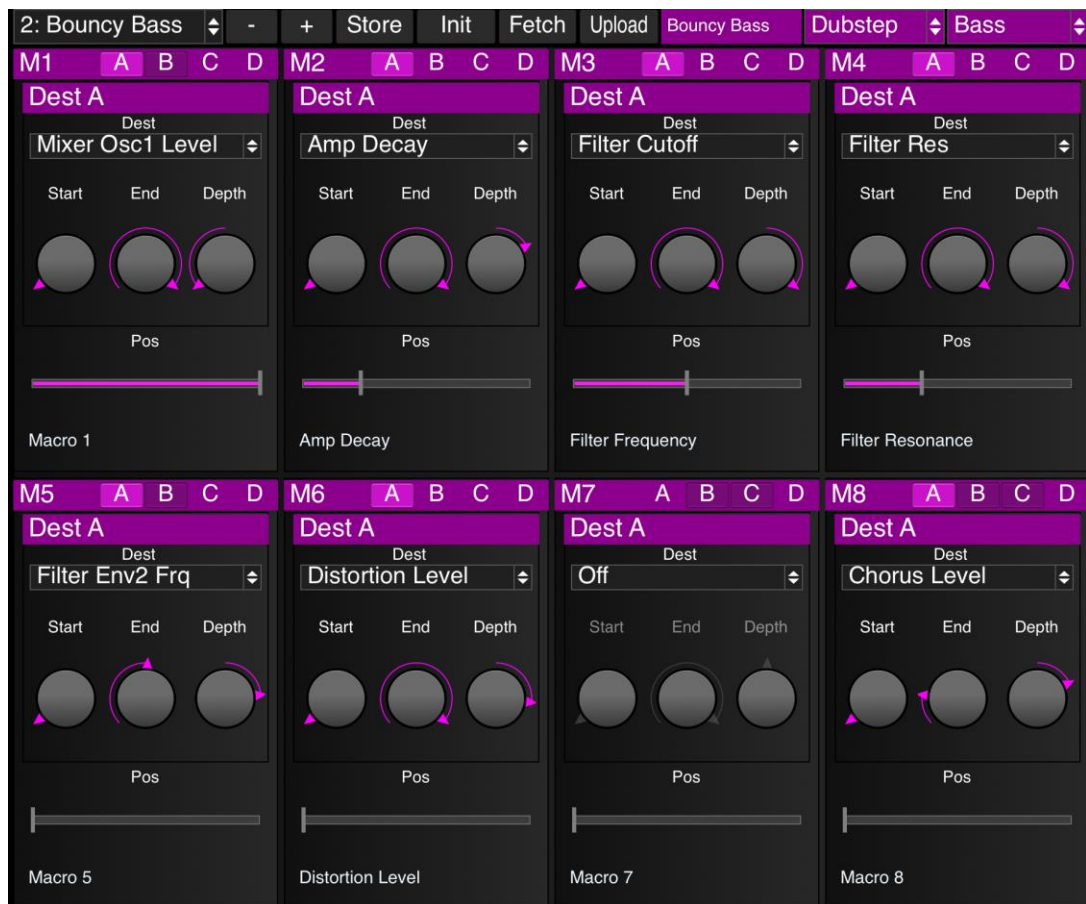 2: Bouncy Bass - + Store Init Fetch Upload Bouncy Bass Dubstep Bass
M1 A B C D M2 A B C D M3 A B C D M4 A B C D
Dest A Dest A Dest A Dest A
Dest Dest Dest Dest
Mixer Osc1 Level Amp Decay Filter Cutoff Filter Res
Start End Depth Start End Depth Start End Depth Start End Depth
Pos Pos Pos Pos
Macro 1 Amp Decay Filter Frequency Filter Resonance
M5 A B C D M6 A B C D M7 A B C D M8 A B C D
Dest A Dest A Dest A Dest A
Dest Dest Dest Dest
Filter Env2 Frq Distortion Level Off Chorus Level
Start End Depth Start End Depth Start End Depth Start End Depth
Pos Pos Pos Pos
Macro 5 Distortion Level Macro 7 Macro 8